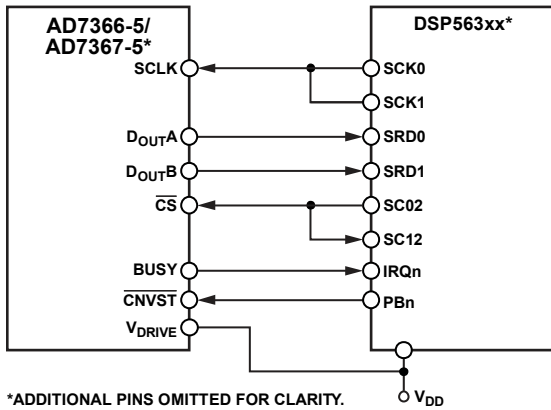 AD7366-5/
AD7367-5*
DSP563xx*
SCLK
SCK0
SCK1
DOUTA
SRD0
DOUTB
SRD1
CS
SC02
SC12
BUSY
IRQn
CNVST
PBn
VDRIVE
*ADDITIONAL PINS OMITTED FOR CLARITY.
VDD